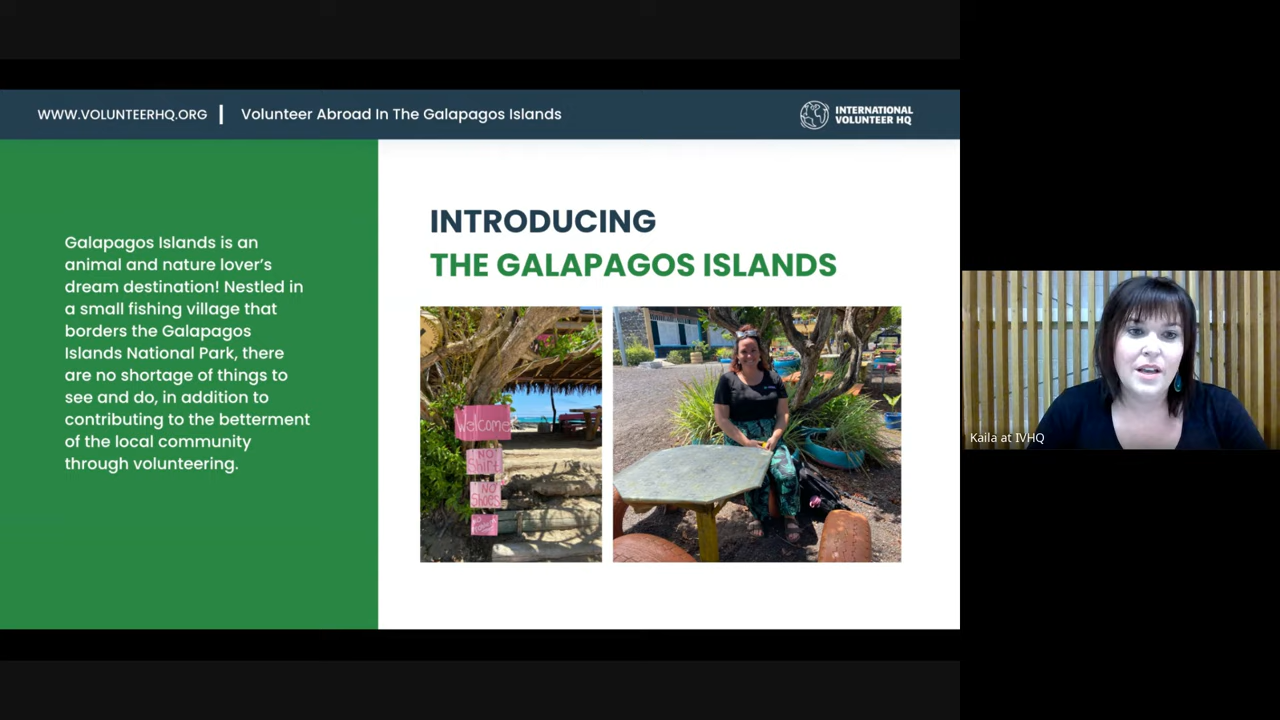 WWW.VOLUNTEERHQ.ORG | Volunteer Abroad In The Galapagos Islands
INTERNATIONAL
VOLUNTEER HQ
Galapagos Islands is an
animal and nature lover's
dream destination! Nestled in
a small fishing village that
borders the Galapagos
Islands National Park, there
are no shortage of things to
see and do, in addition to
contributing to the betterment
of the local community
through volunteering.
INTRODUCING
THE GALAPAGOS ISLANDS
Welcome
NO
Shirt
NO
Shoes
Kaila at IVHQ